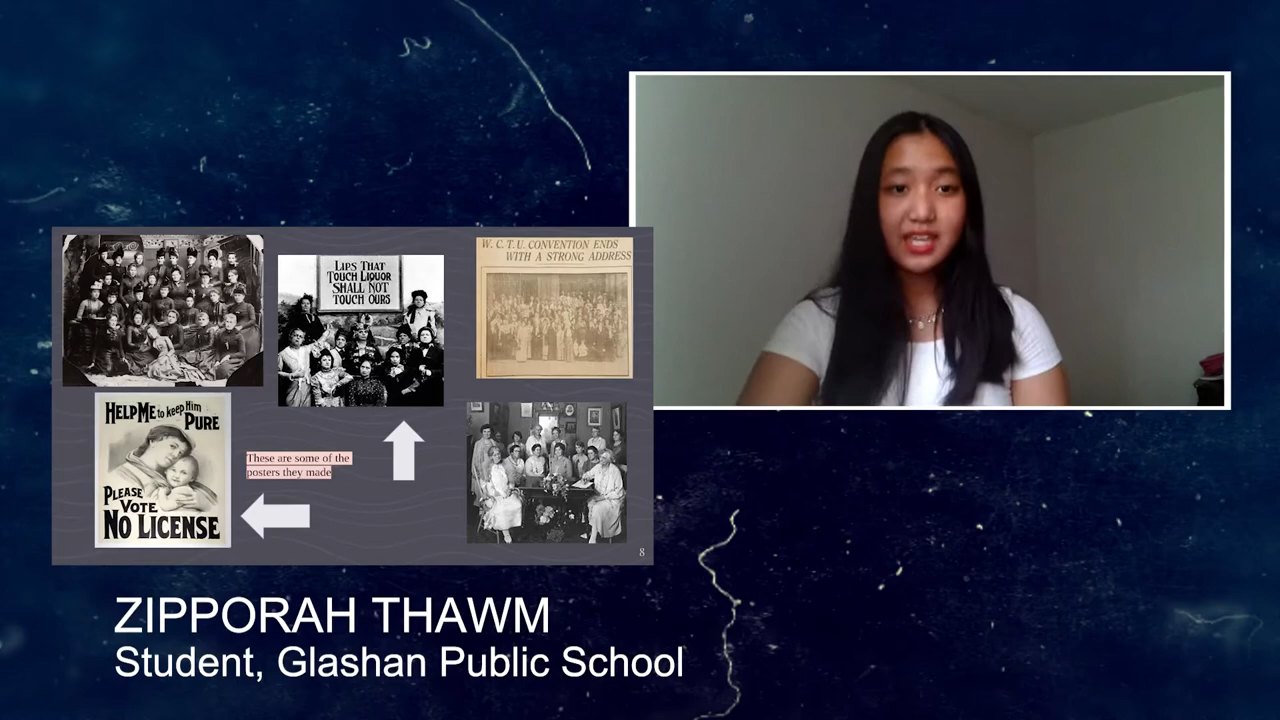 LIPS THAT
TOUCH LIQUOR
SHALL NOT
TOUCH OURS
W. C. T. U. CONVENTION ENDS
WITH A STRONG ADDRESS
HELP ME to keep Him
PURE
PLEASE
VOTE
NO LICENSE
These are some of the
posters they made
8
ZIPPORAH THAWM
Student, Glashan Public School